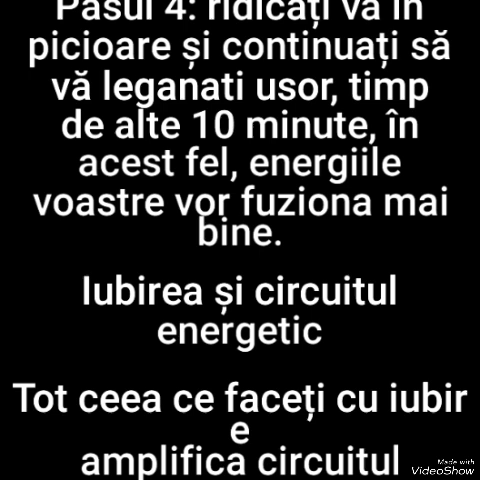 Pasul 4: ridicați vă în
picioare și continuați să
vă leganati usor, timp
de alte 10 minute, în
acest fel, energiile
voastre vor fuziona mai
bine.
Iubirea și circuitul
energetic
Tot ceea ce faceți cu iubir
e
amplifica circuitul
Made with
VideoShow